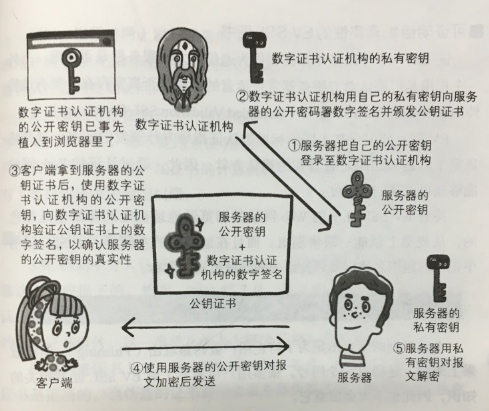 数字证书认证机构的私有密钥
②数字证书认证机构用自己的私有密钥向服务
器的公开密码署数字签名并颁发公钥证书
数字证书认证机构
的公开密钥已事先
植入到浏览器里了
数字证书认证机构
①服务器把自己的公开密钥
登录至数字证书认证机构
③客户端拿到服务器的公
钥证书后，使用数字证
书认证机构的公开密
钥，向数字证书认证机
构验证公钥证书上的数
字签名，以确认服务器
的公开密钥的真实性
服务器的
公开密钥
服务器的
公开密钥
数字证书认证
机构的数字签名
公钥证书
服务器的
私有密钥
⑤服务器用私
有密钥对报
文解密
④使用服务器的公开密钥对报
文加密后发送
客户端
服务器